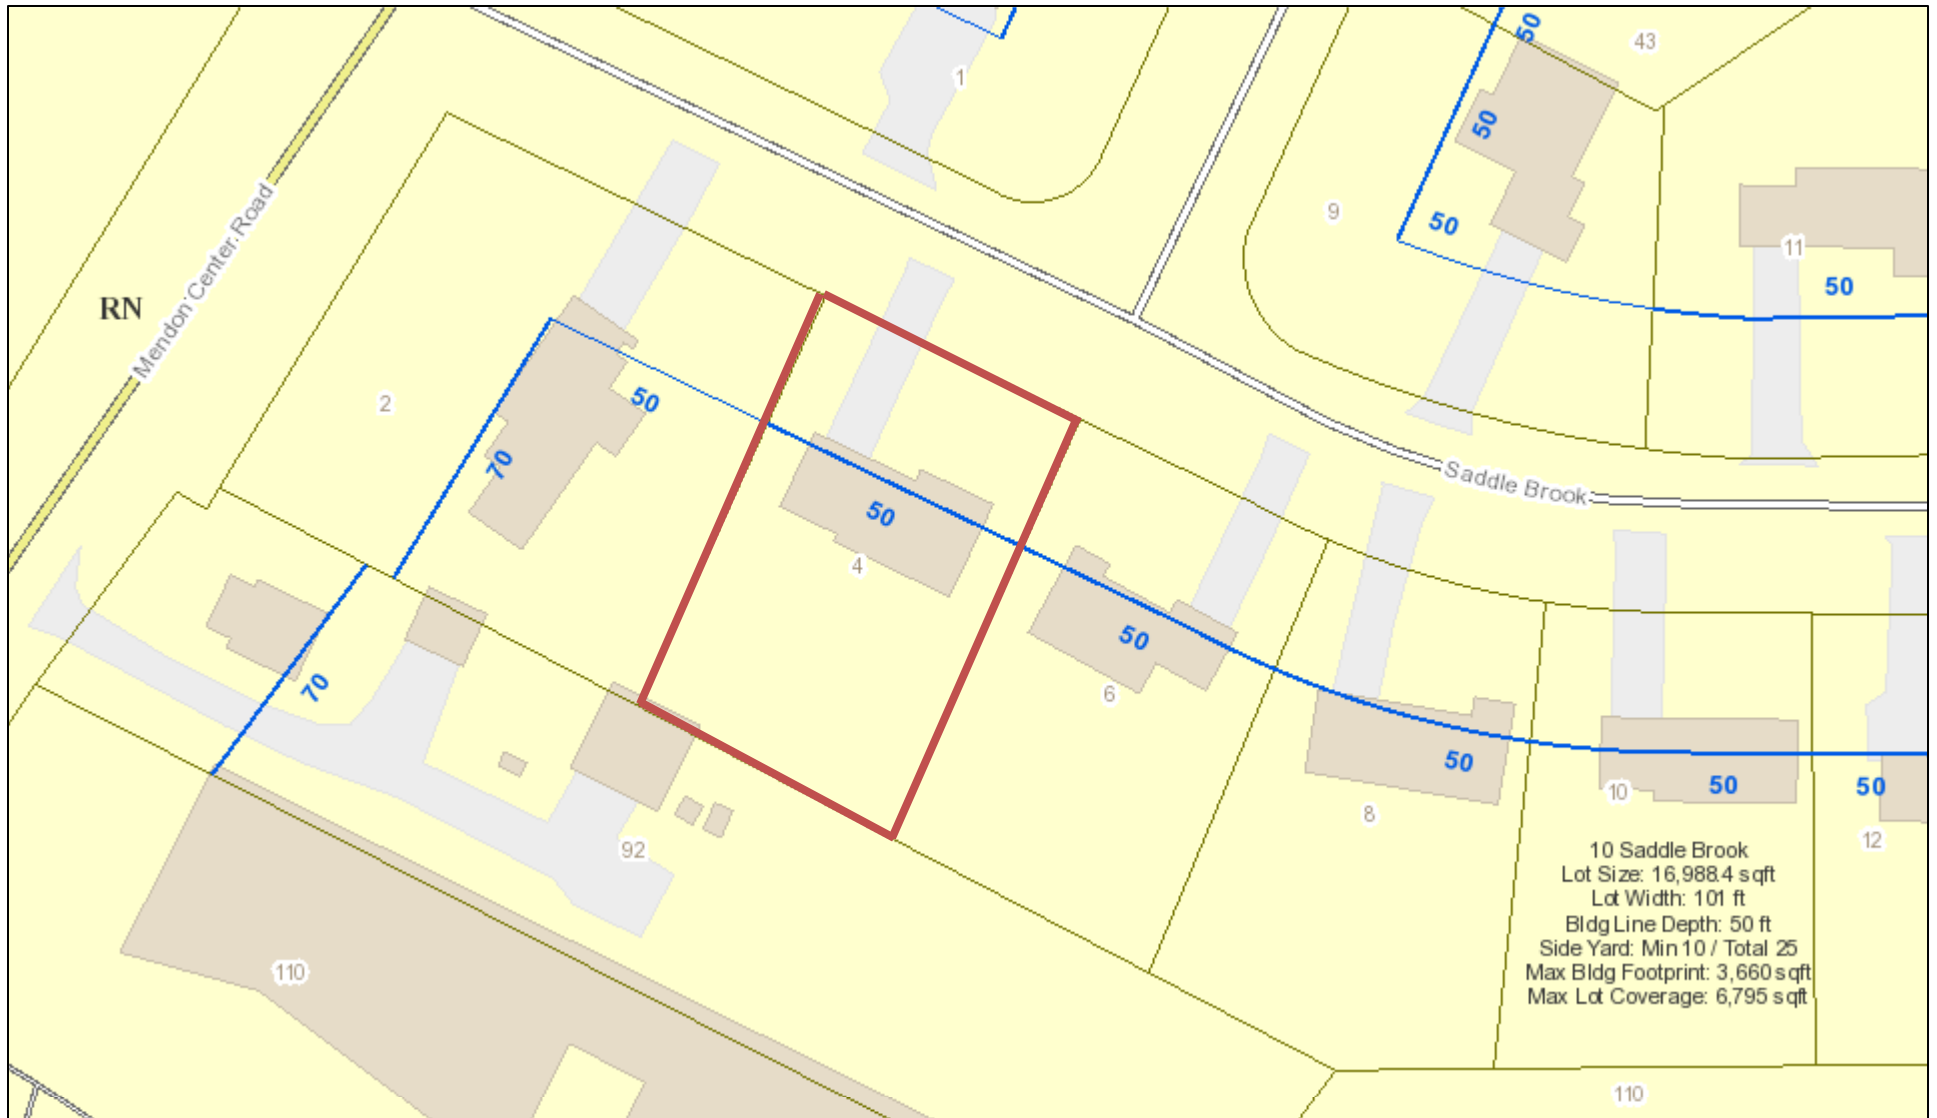 50
43
1
50
9
50
11
50
RN
Mendon Center Road
2
50
70
50
4
Saddle Brook
6
50
70
50
8
10
50
50
12
92
110
10 Saddle Brook
Lot Size: 16,988.4 sqft
Lot Width: 101 ft
Bldg Line Depth: 50 ft
Side Yard: Min 10 / Total 25
Max Bldg Footprint: 3,660 sqft
Max Lot Coverage: 6,795 sqft
110